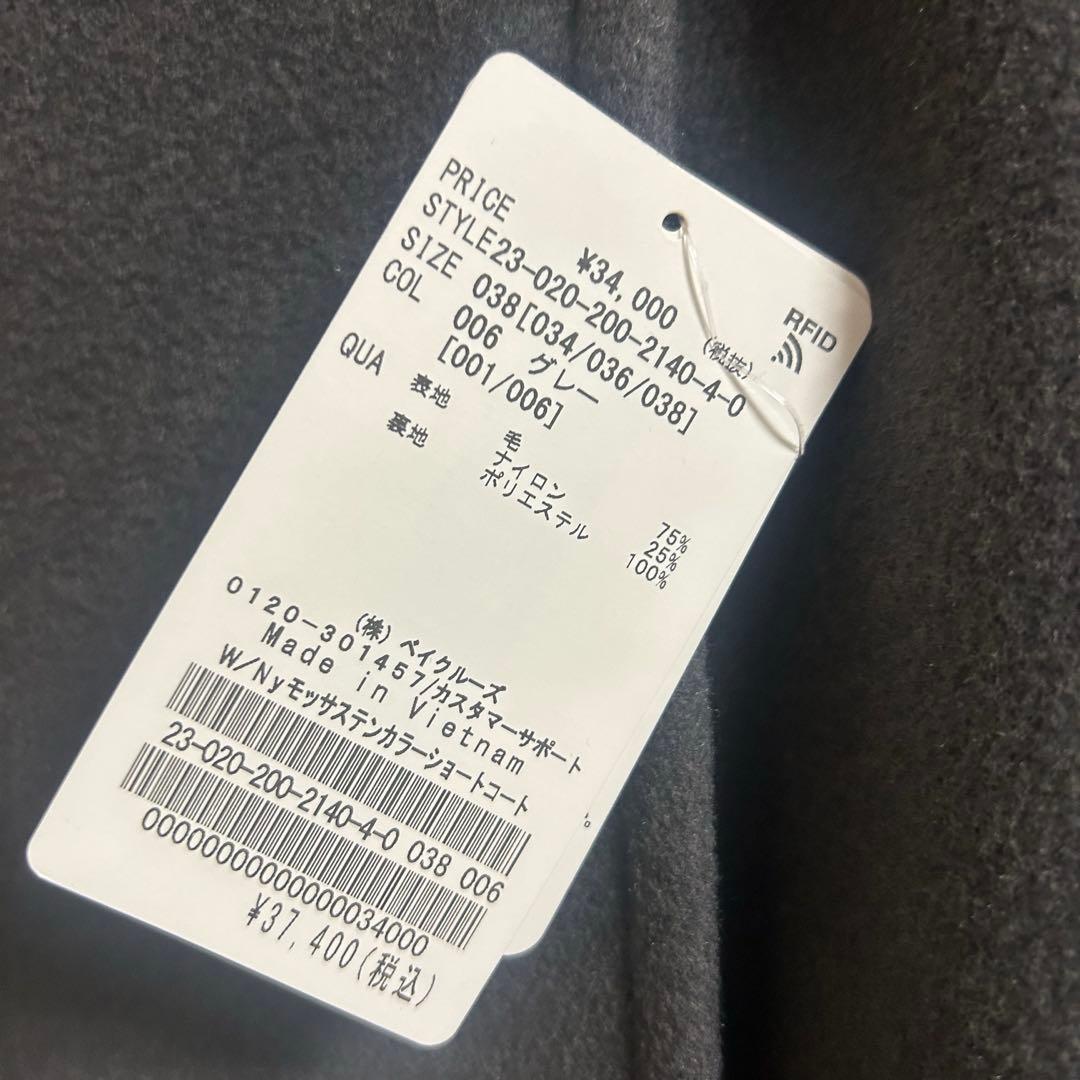 RFID
PRICE ¥34,000 (税抜)
STYLE23-020-200-2140-4-0
SIZE 038[034/036/038]
COL 006 グレー
[001/006]
QUA 表地 毛 75%
ナイロン 25%
裏地 ポリエステル 100%
(株) ベイクルーズ
0120-301457/カスタマーサポート
Made in Vietnam
W/Nyモッサステンカラーショートコート
23-020-200-2140-4-0 038 006
0000000000000034000
¥37,400(税込)